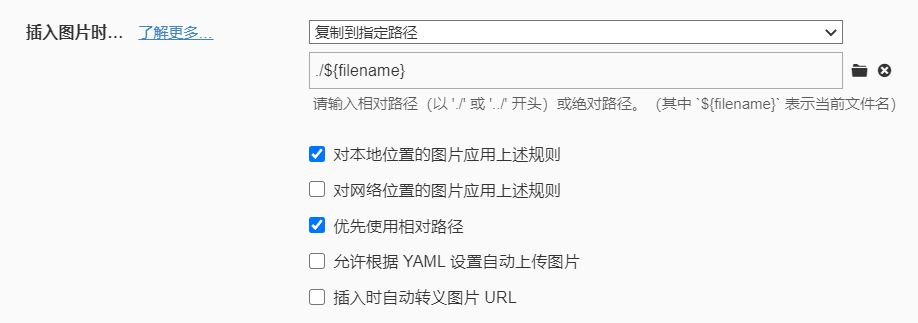 插入图片时… 了解更多…
复制到指定路径
./${filename}
请输入相对路径（以 './' 或 '../' 开头）或绝对路径。（其中 `${filename}` 表示当前文件名）
对本地位置的图片应用上述规则
对网络位置的图片应用上述规则
优先使用相对路径
允许根据 YAML 设置自动上传图片
插入时自动转义图片 URL